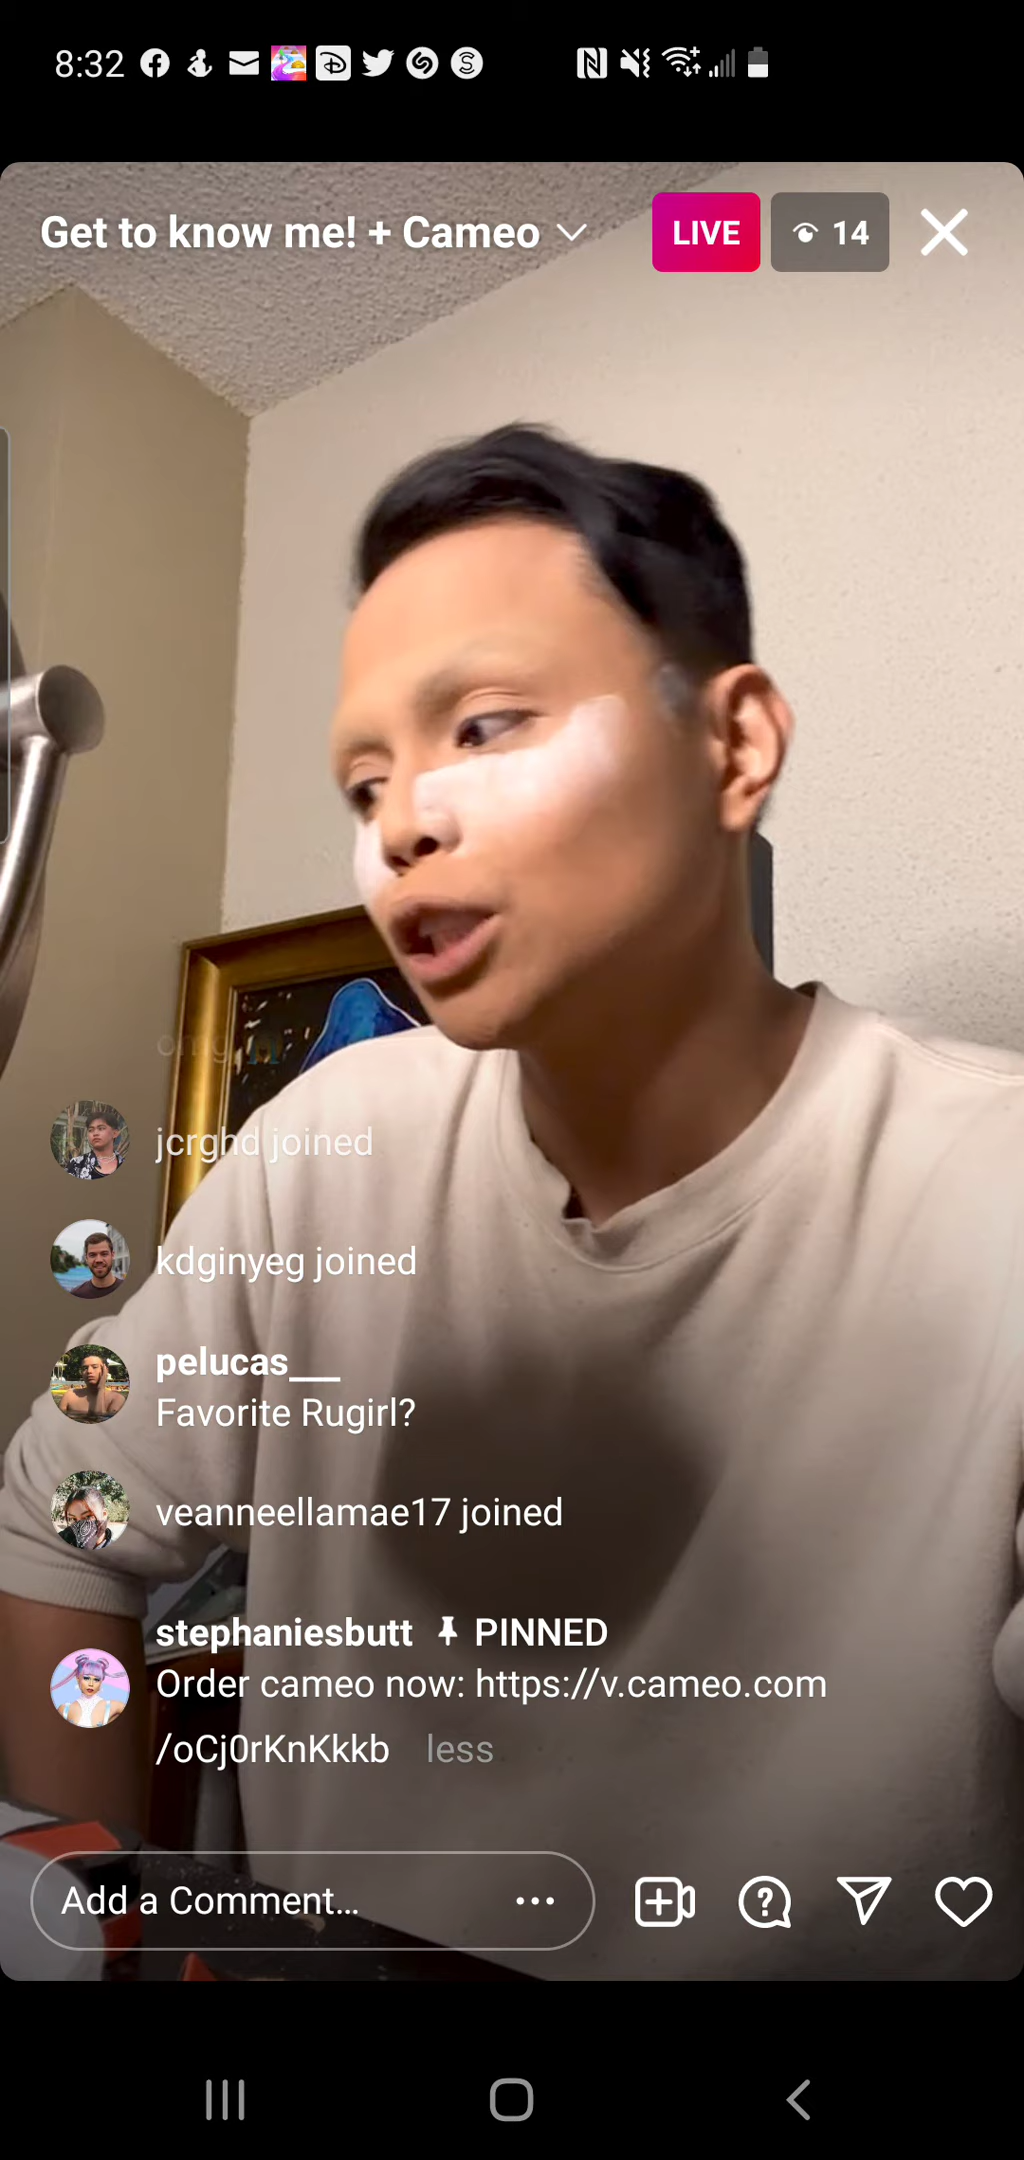 8:32
Get to know me! + Cameo
LIVE
14
jcrghd joined
kdginyeg joined
pelucas___
Favorite Rugirl?
veanneellamae17 joined
stephaniesbutt PINNED
Order cameo now: https://v.cameo.com
/oCj0rKnKkkb less
Add a Comment...